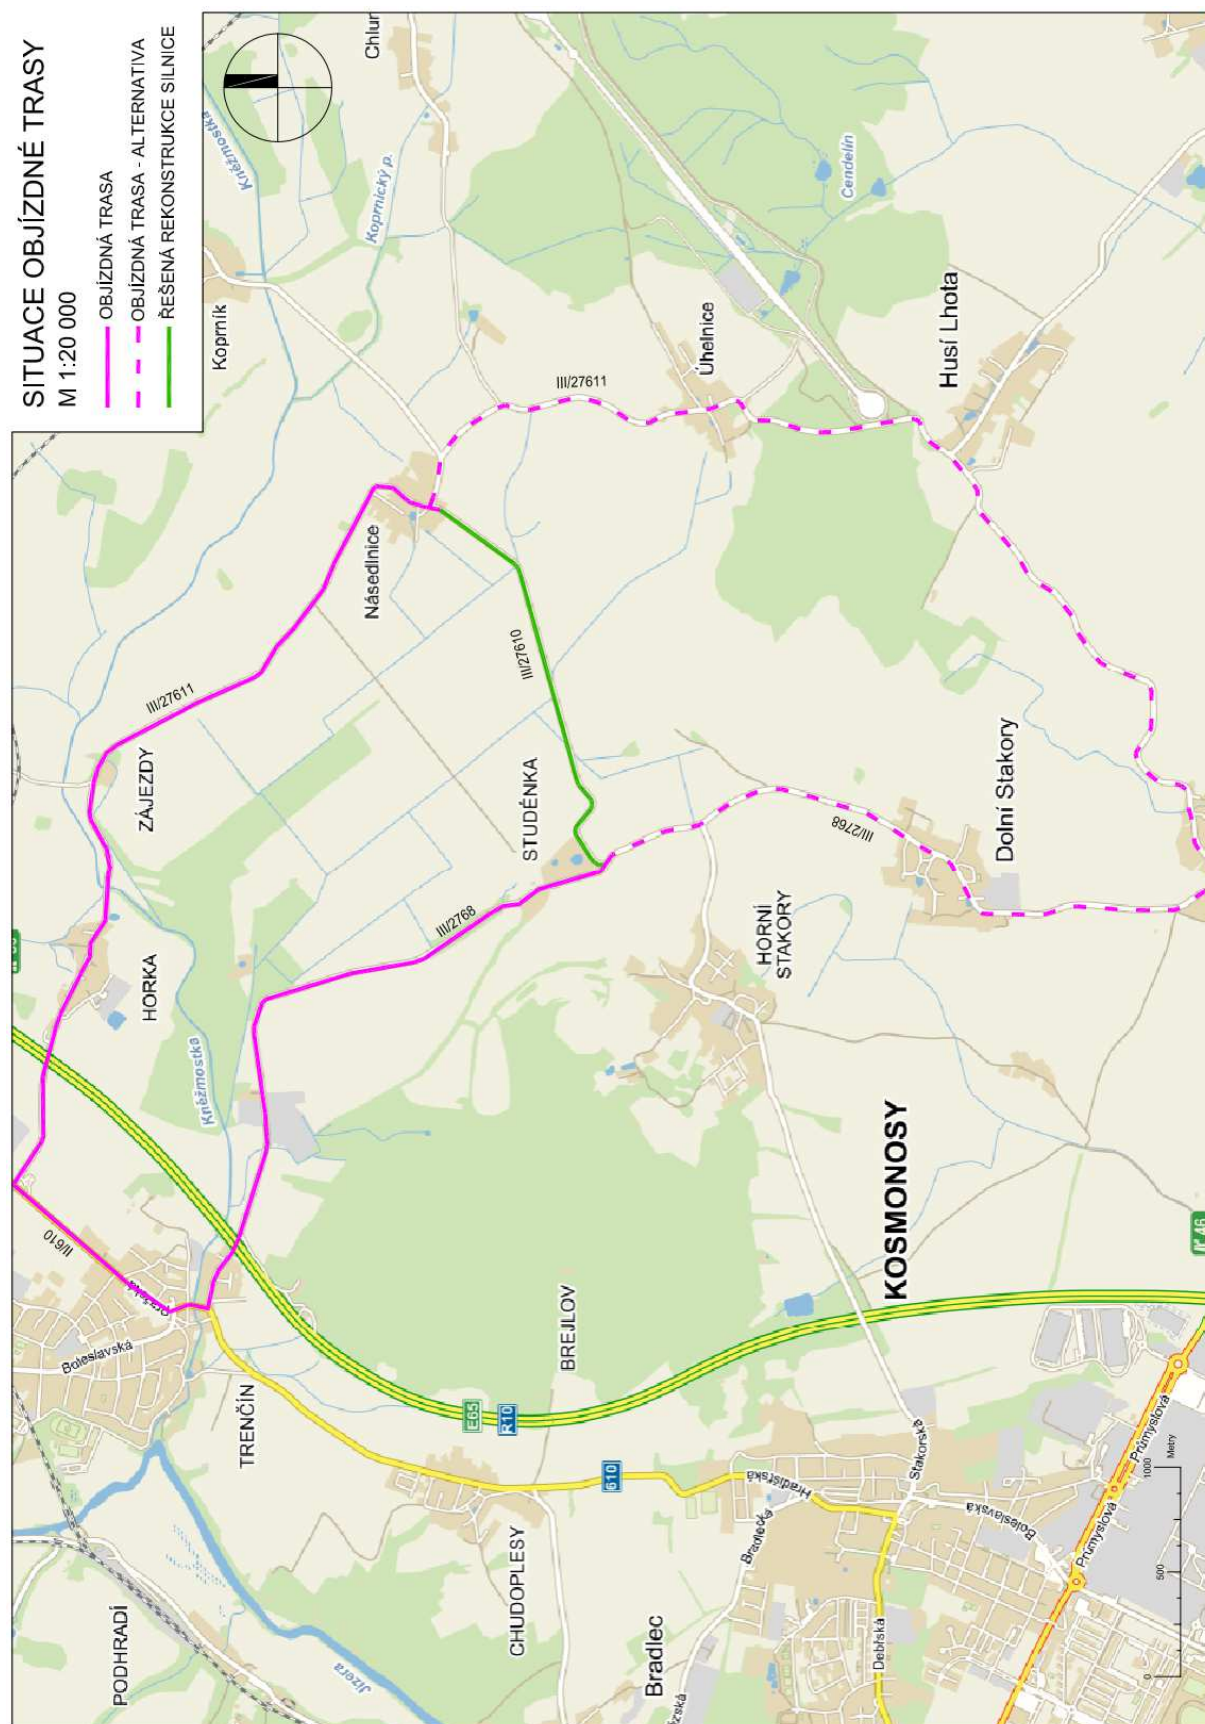 SITUACE OBJÍZDNÉ TRASY
M 1:20 000
OBJÍZDNÁ TRASA
OBJÍZDNÁ TRASA - ALTERNATIVA
ŘEŠENÁ REKONSTRUKCE SILNICE
Chlum
Kněžmostka
Koprnický p.
Koprník
Cendelín
Úhelnice
Husí Lhota
III/27611
Násedlnice
III/27610
III/27611
ZÁJEZDY
STUDÉNKA
III/2768
Dolní Stakory
III/2768
HORKA
HORNÍ
STAKORY
Kněžmostka
II/610
KOSMONOSY
46
Boleslavská
BREJLOV
TRENČÍN
E65
R10
610
Stakorská
Průmyslová
Metry
1000
500
0
Hradišťská
Boleslavská
Průmyslová
Bradlec
CHUDOPLESY
Bradlec
Debřská
PODHRADÍ
Jizera